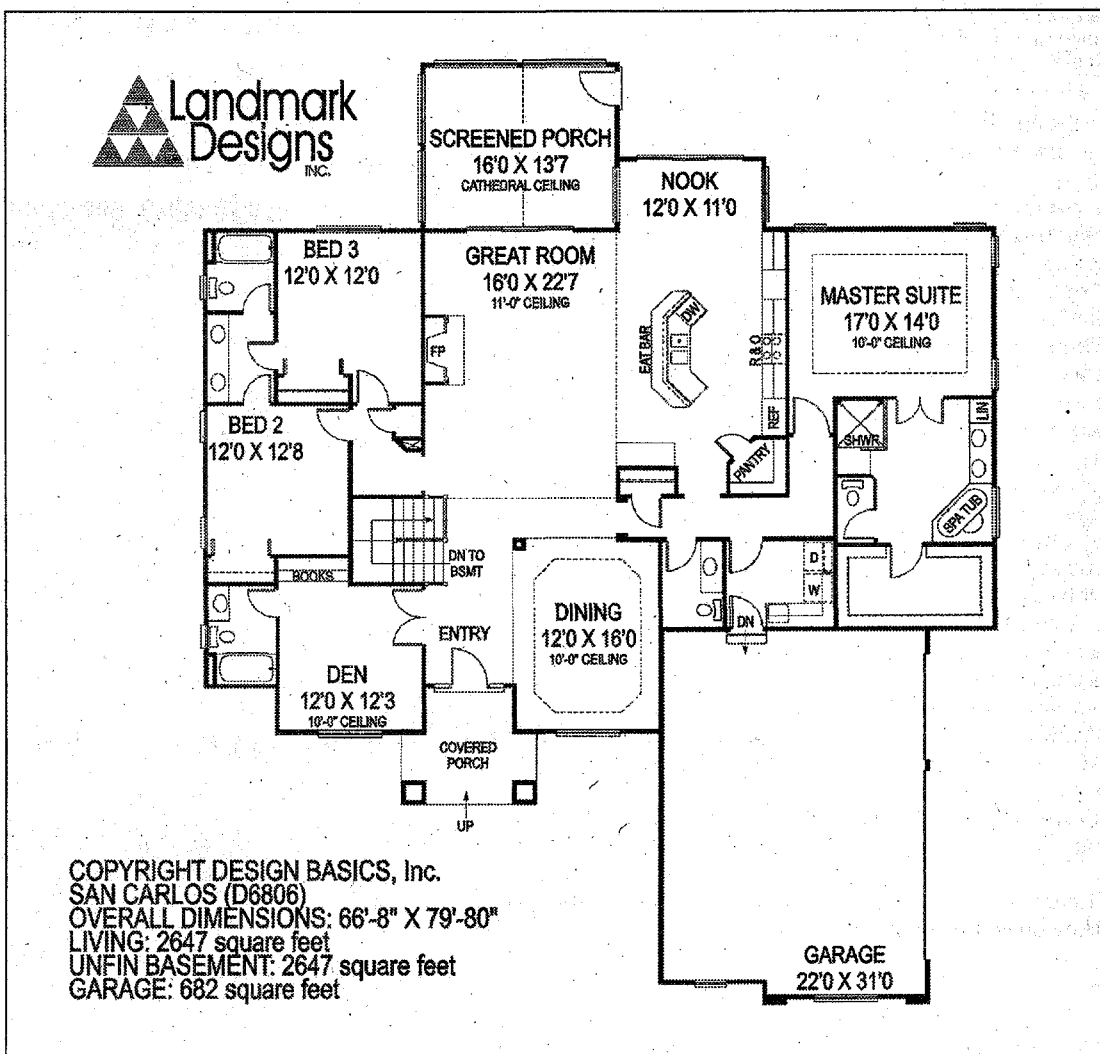 Landmark
Designs
INC.
SCREENED PORCH
16'0 X 13'7
CATHEDRAL CEILING
NOOK
12'0 X 11'0
BED 3
12'0 X 12'0
GREAT ROOM
16'0 X 22'7
11'-0" CEILING
MASTER SUITE
17'0 X 14'0
10'-0" CEILING
DW
EAT BAR
R&O
FP
REF
LIN
SHWR
BED 2
12'0 X 12'8
PANTRY
SPA TUB
DN TO
BSMT
BOOKS
D
W
DINING
12'0 X 16'0
10'-0" CEILING
ENTRY
DN
DEN
12'0 X 12'3
10'-0" CEILING
COVERED
PORCH
UP
COPYRIGHT DESIGN BASICS, Inc.
SAN CARLOS (D6806)
OVERALL DIMENSIONS: 66'-8" X 79'-80"
LIVING: 2647 square feet
UNFIN BASEMENT: 2647 square feet
GARAGE: 682 square feet
GARAGE
22'0 X 31'0